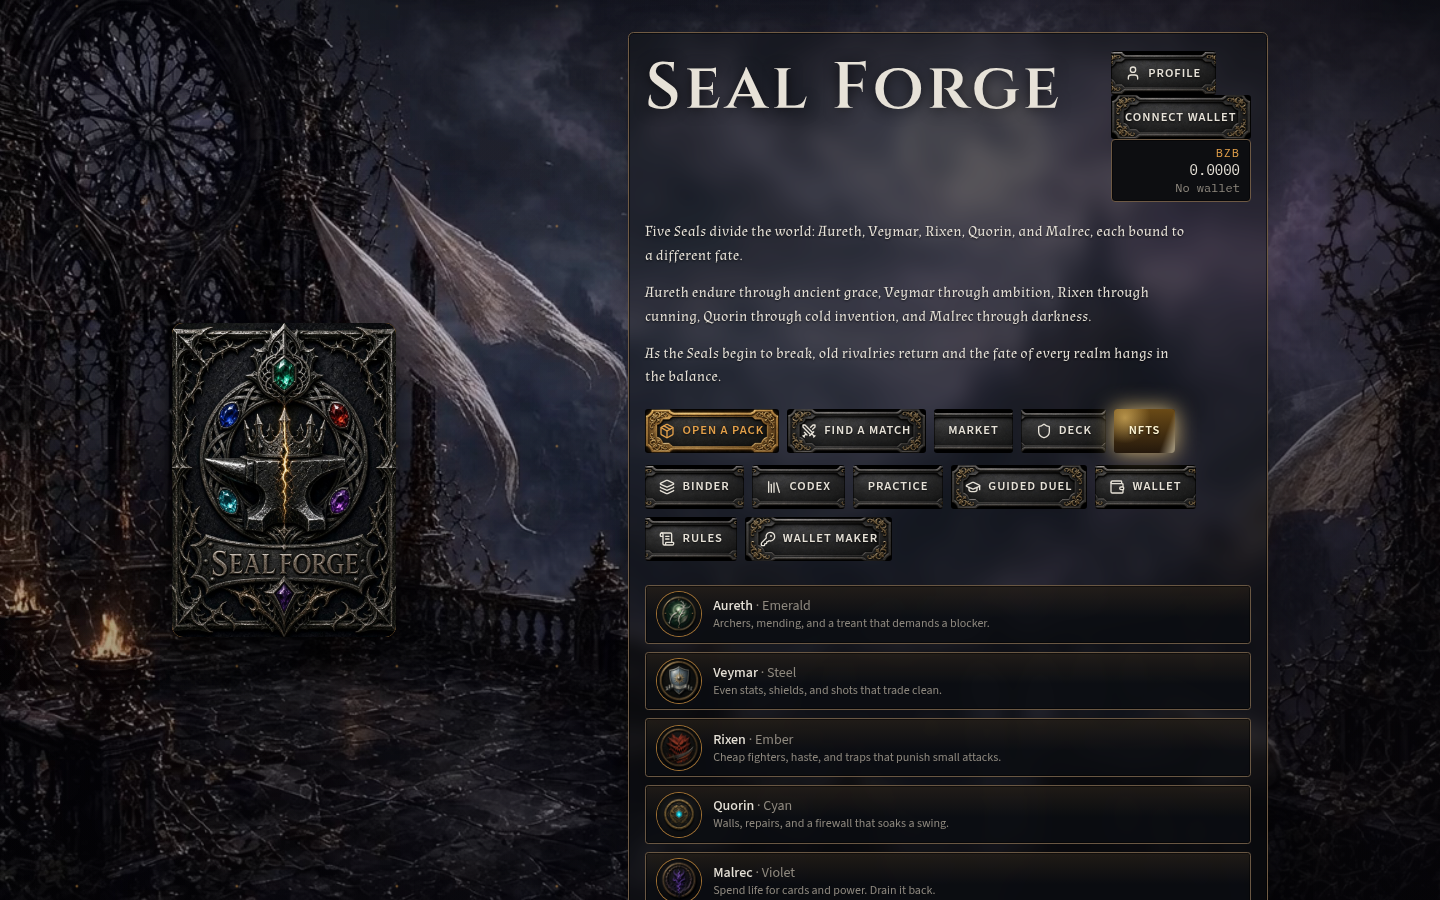 SEAL FORGE
PROFILE
CONNECT WALLET
BZB
0.0000
No wallet
Five Seals divide the world: Aureth, Veymar, Rixen, Quorin, and Malrec, each bound to
a different fate.
Aureth endure through ancient grace, Veymar through ambition, Rixen through
cunning, Quorin through cold invention, and Malrec through darkness.
As the Seals begin to break, old rivalries return and the fate of every realm hangs in
the balance.
OPEN A PACK
FIND A MATCH
MARKET
DECK
NFTS
BINDER
CODEX
PRACTICE
GUIDED DUEL
WALLET
RULES
WALLET MAKER
SEAL FORGE
Aureth · Emerald
Archers, mending, and a treant that demands a blocker.
Veymar · Steel
Even stats, shields, and shots that trade clean.
Rixen · Ember
Cheap fighters, haste, and traps that punish small attacks.
Quorin · Cyan
Walls, repairs, and a firewall that soaks a swing.
Malrec · Violet
Spend life for cards and power. Drain it back.